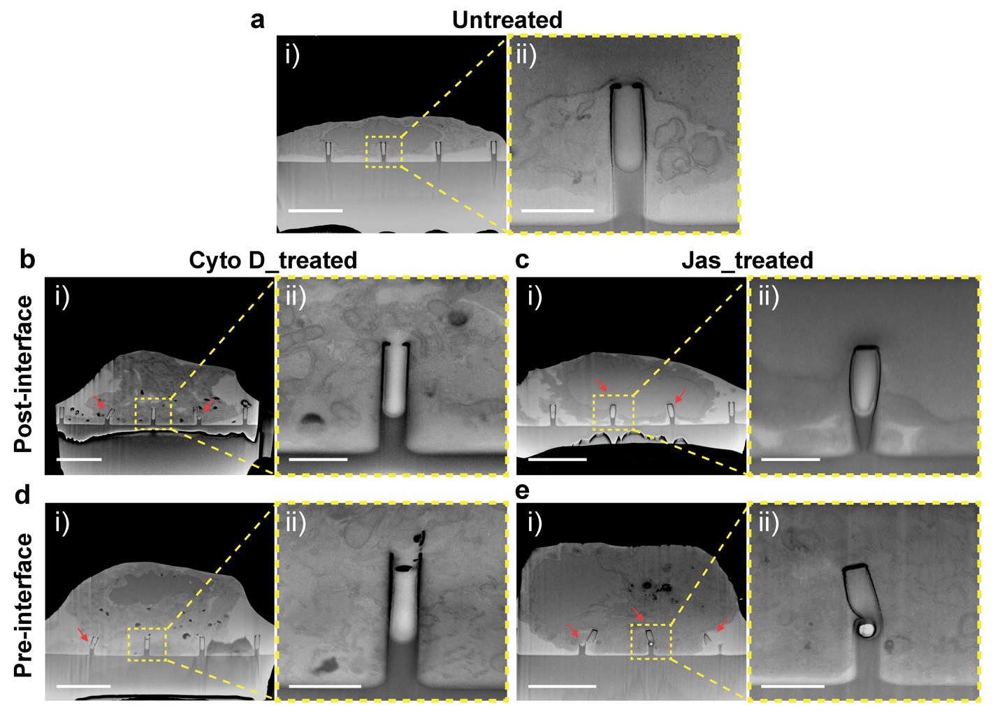 a
Untreated
i)
ii)
b
Cyto D_treated
c
Jas_treated
Post-interface
i)
ii)
i)
ii)
d
e
Pre-interface
i)
ii)
i)
ii)